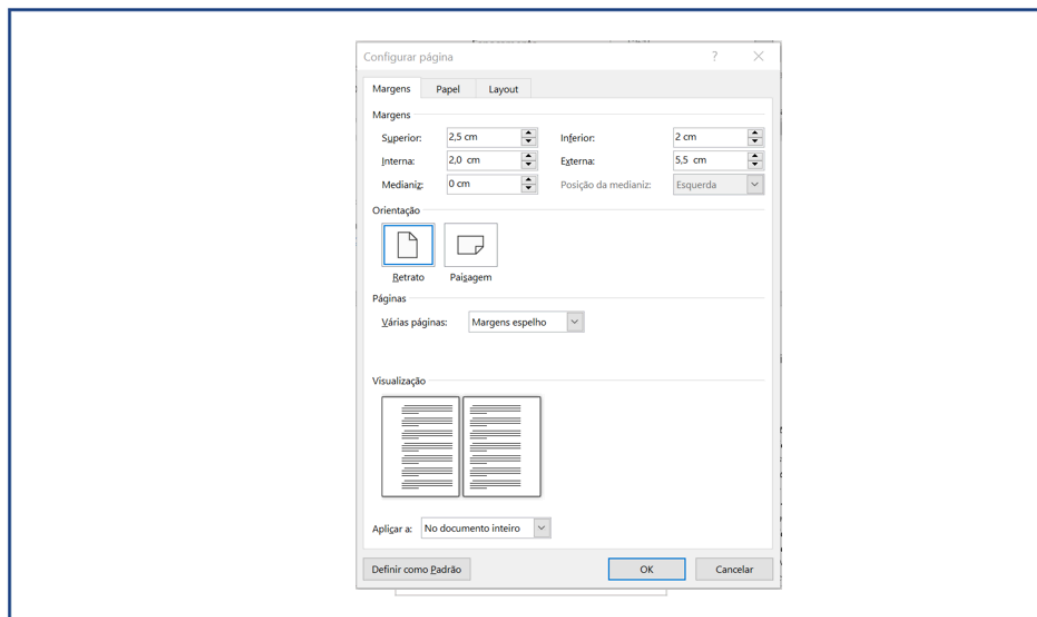 Configurar página ? ×
Margens Papel Layout
Margens
Superior: 2,5 cm Inferior: 2 cm
Interna: 2,0 cm Externa: 5,5 cm
Medianiz: 0 cm Posição da medianiz: Esquerda
Orientação
Retrato Paisagem
Páginas
Várias páginas: Margens espelho
Visualização
Aplicar a: No documento inteiro
Definir como Padrão OK Cancelar